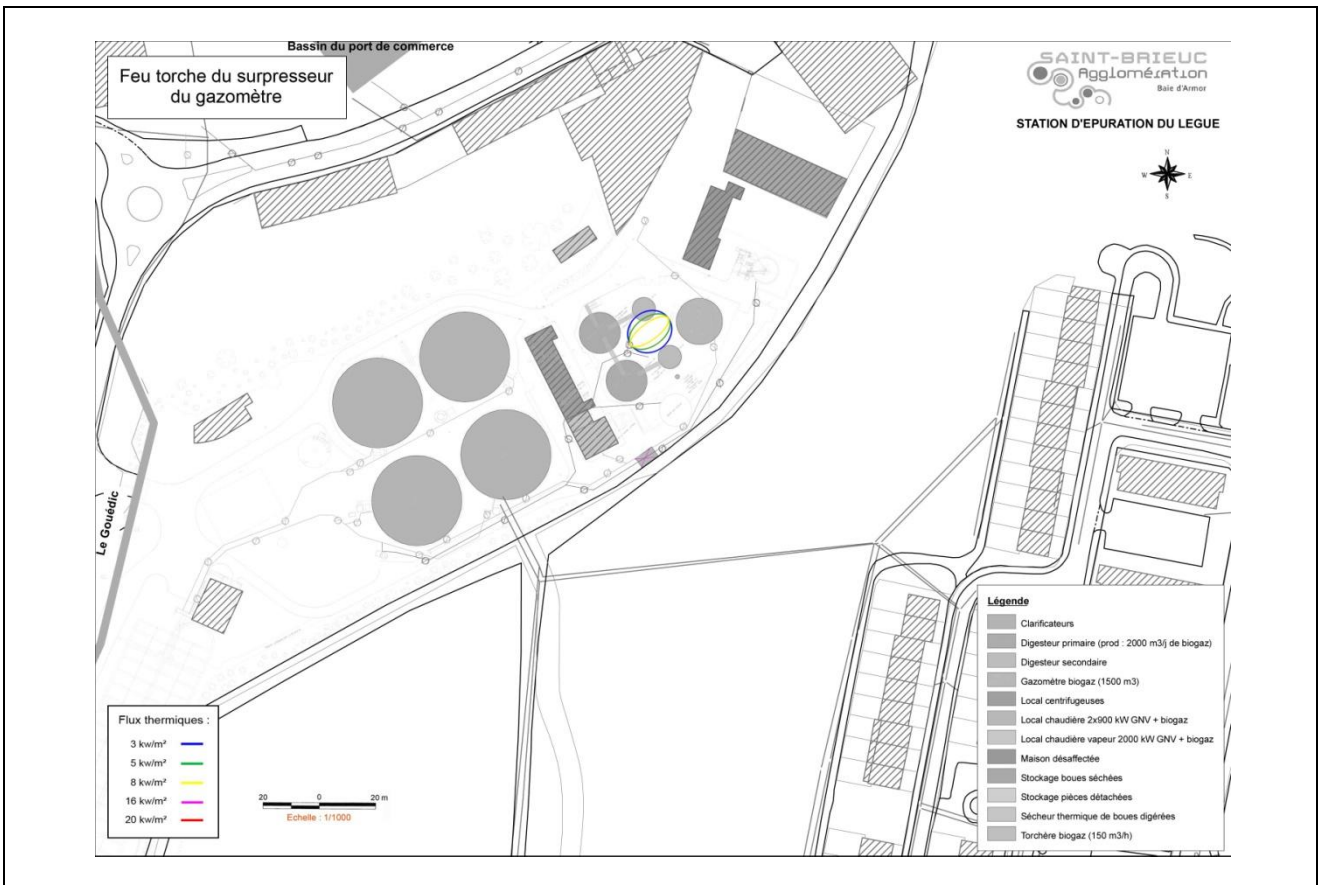 Bassin du port de commerce
Feu torche du surpresseur
du gazomètre
SAINT-BRIEUC
Agglomération
Baie d'Armor
STATION D'EPURATION DU LEGUE
N
W
E
S
Le Gouédic
Flux thermiques :
3 kw/m²
5 kw/m²
8 kw/m²
16 kw/m²
20 kw/m²
20 0 20 m
Echelle : 1/1000
Légende
Clarificateurs
Digesteur primaire (prod : 2000 m3/j de biogaz)
Digesteur secondaire
Gazomètre biogaz (1500 m3)
Local centrifugeuses
Local chaudière 2x900 kW GNV + biogaz
Local chaudière vapeur 2000 kW GNV + biogaz
Maison désaffectée
Stockage boues séchées
Stockage pièces détachées
Sécheur thermique de boues digérées
Torchère biogaz (150 m3/h)